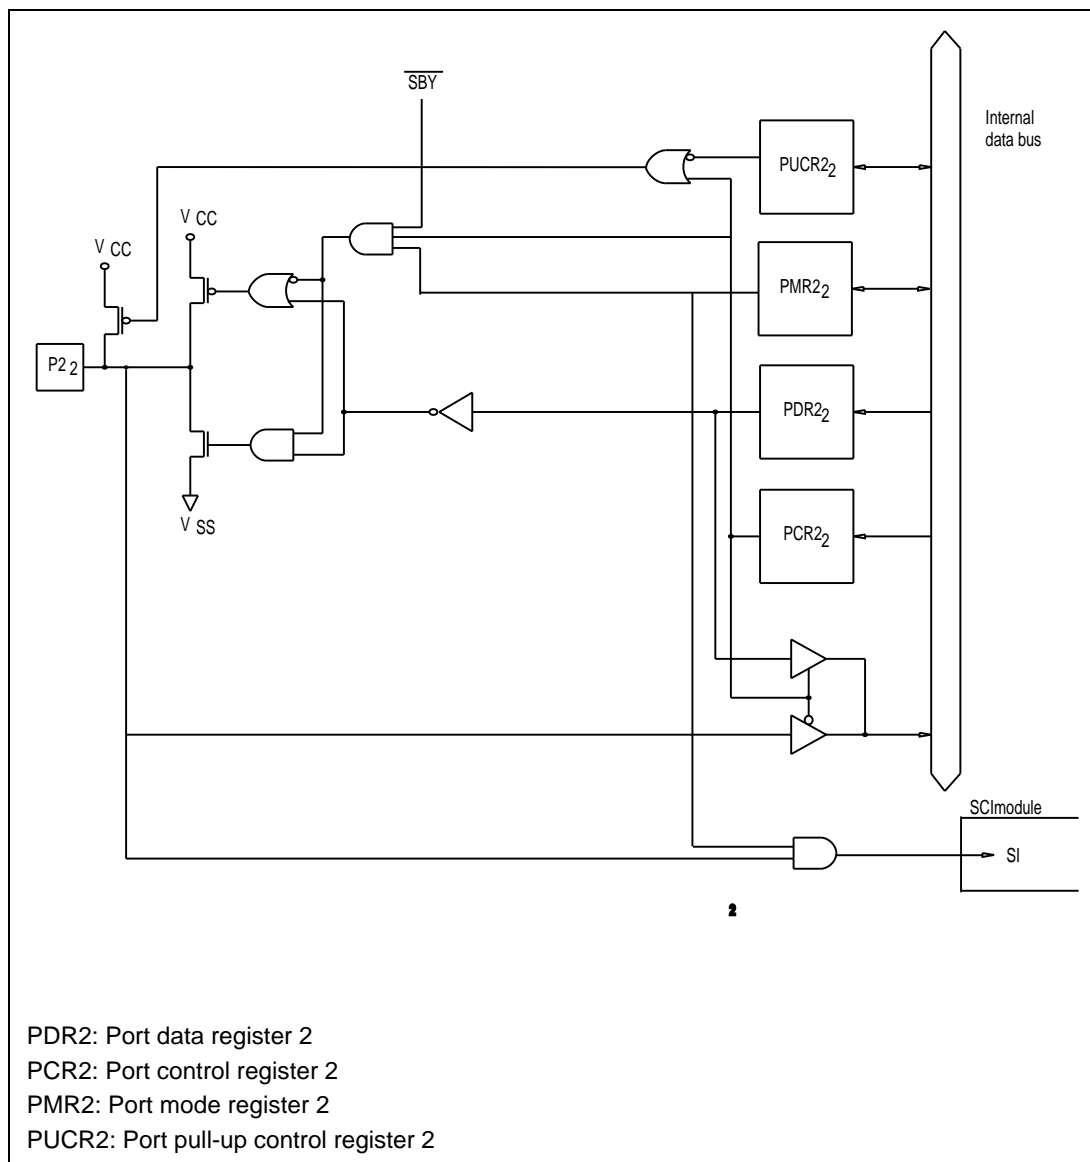 SBY
Internal
data bus
PUCR2₂
V CC
V CC
PMR2₂
P2₂
PDR2₂
V SS
PCR2₂
SCImodule
SI
2
PDR2: Port data register 2
PCR2: Port control register 2
PMR2: Port mode register 2
PUCR2: Port pull-up control register 2